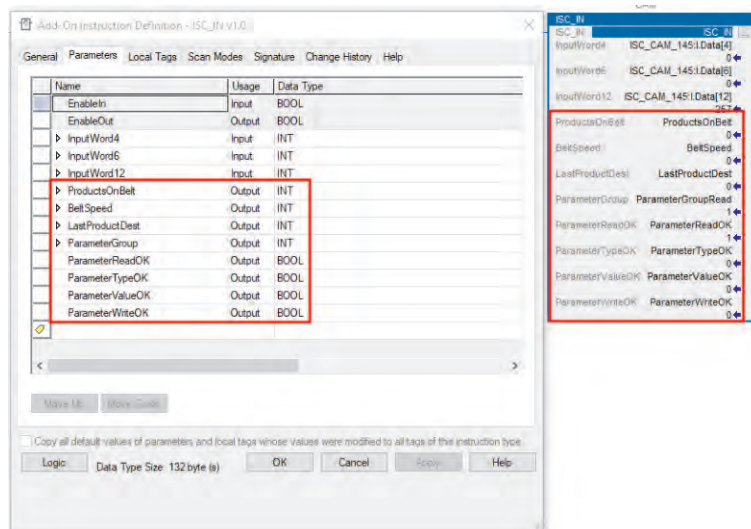 Add-On Instruction Definition - ISC_IN v1.0
General Parameters Local Tags Scan Modes Signature Change History Help
Name Usage Data Type
EnableIn Input BOOL
EnableOut Output BOOL
InputWord4 Input INT
InputWord6 Input INT
InputWord12 Input INT
ProductsOnBelt Output INT
BeltSpeed Output INT
LastProductDest Output INT
ParameterGroup Output INT
ParameterReadOK Output BOOL
ParameterTypeOK Output BOOL
ParameterValueOK Output BOOL
ParameterWriteOK Output BOOL
Move Up
Copy all default values of parameters and local tags whose values were modified to all tags of this instruction type
Logic Data Type Size: 132 byte (s) OK Cancel Apply Help
ISC_IN
ISC_IN ISC_IN
InputWord4 ISC_CAM_145:I.Data[4]
0
InputWord6 ISC_CAM_145:I.Data[6]
0
InputWord12 ISC_CAM_145:I.Data[12]
257
ProductsOnBelt ProductsOnBelt
0
BeltSpeed BeltSpeed
0
LastProductDest LastProductDest
0
ParameterGroup ParameterGroupRead
1
ParameterReadOK ParameterReadOK
1
ParameterTypeOK ParameterTypeOK
0
ParameterValueOK ParameterValueOK
0
ParameterWriteOK ParameterWriteOK
0